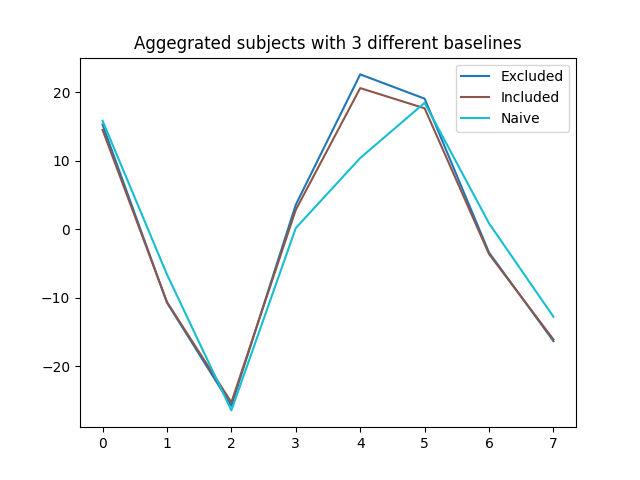 Aggegrated subjects with 3 different baselines
Excluded
Included
Naive
20
10
0
−10
−20
0 1 2 3 4 5 6 7